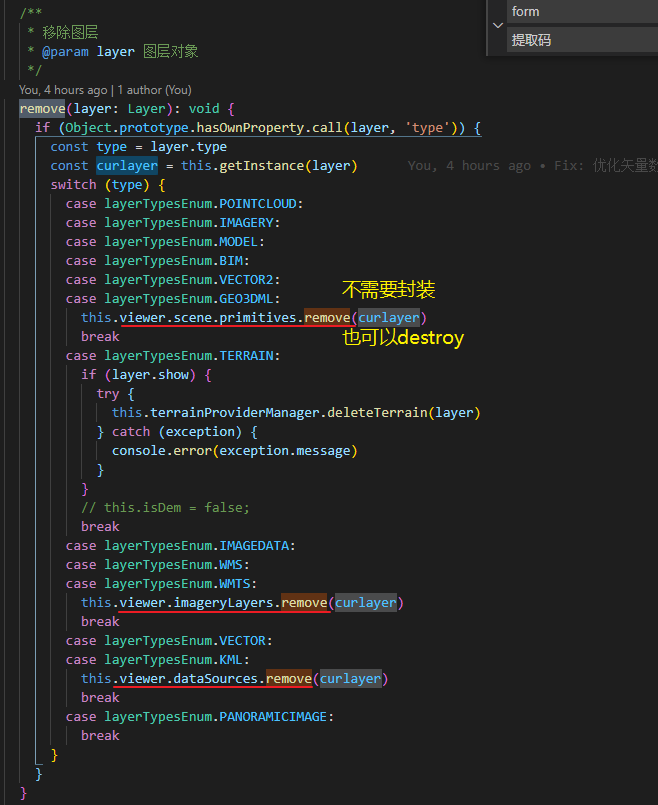 /**
form
* 移除图层
提取码
* @param layer 图层对象
*/
You, 4 hours ago | 1 author (You)
remove(layer: Layer): void {
if (Object.prototype.hasOwnProperty.call(layer, 'type')) {
const type = layer.type
const curlayer = this.getInstance(layer)    You, 4 hours ago • Fix: 优化矢量数
switch (type) {
case layerTypesEnum.POINTCLOUD:
case layerTypesEnum.IMAGERY:
case layerTypesEnum.MODEL:
case layerTypesEnum.BIM:
case layerTypesEnum.VECTOR2:
不需要封装
case layerTypesEnum.GEO3DML:
this.viewer.scene.primitives.remove(curlayer)
break
也可以destroy
case layerTypesEnum.TERRAIN:
if (layer.show) {
try {
this.terrainProviderManager.deleteTerrain(layer)
} catch (exception) {
console.error(exception.message)
}
}
// this.isDem = false;
break
case layerTypesEnum.IMAGEDATA:
case layerTypesEnum.WMS:
case layerTypesEnum.WMTS:
this.viewer.imageryLayers.remove(curlayer)
break
case layerTypesEnum.VECTOR:
case layerTypesEnum.KML:
this.viewer.dataSources.remove(curlayer)
break
case layerTypesEnum.PANORAMICIMAGE:
break
}
}
}